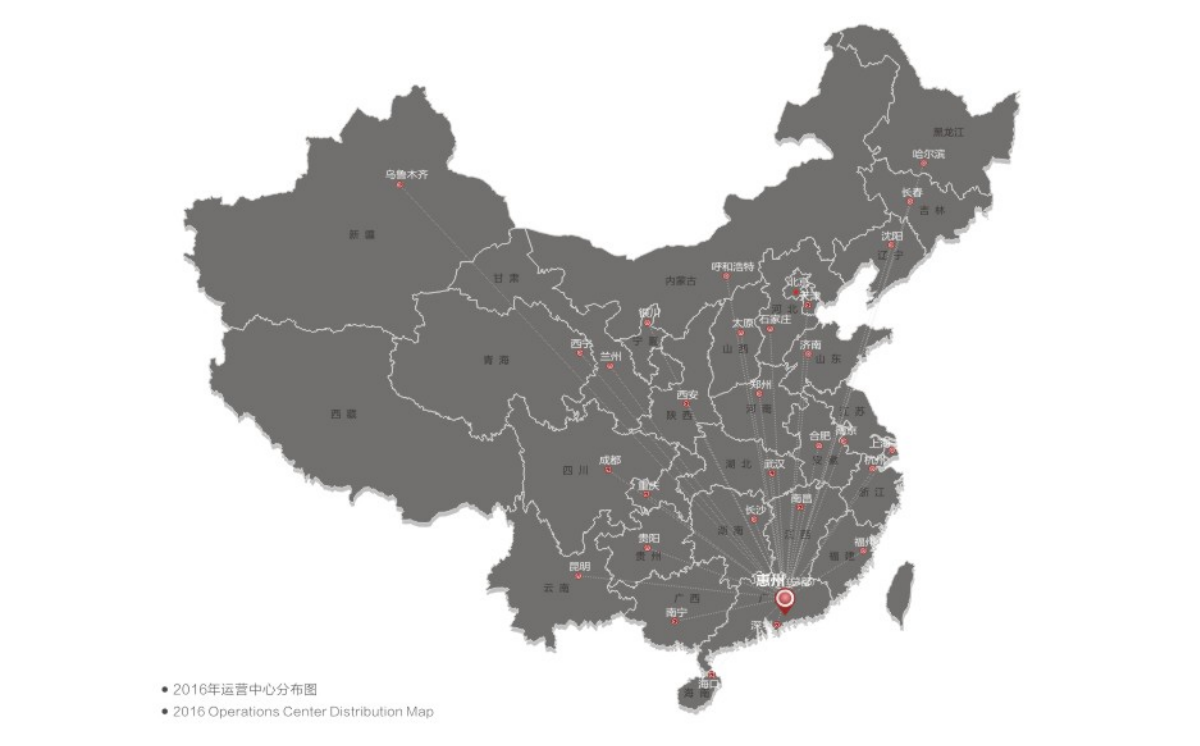 黑龙江
哈尔滨
乌鲁木齐
长春
吉林
新疆
沈阳
辽宁
呼和浩特
甘肃
内蒙古
北京
天津
河北
银川
太原
石家庄
宁夏
西宁
兰州
山西
济南
山东
青海
郑州
西安
河南
江苏
陕西
西藏
合肥
南京
上海
安徽
杭州
四川
成都
湖北
武汉
重庆
浙江
南昌
长沙
湖南
江西
贵阳
贵州
福州
福建
昆明
惠州
云南
广西
广
南宁
深
海口
海南
2016年运营中心分布图
2016 Operations Center Distribution Map